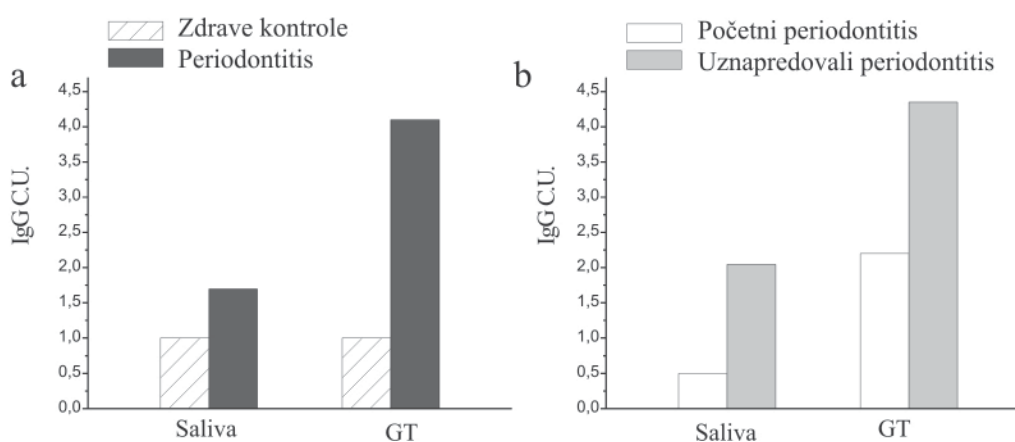 a
Zdrave kontrole
Periodontitis
IgG C.U.
4,5
4,0
3,5
3,0
2,5
2,0
1,5
1,0
0,5
0,0
Saliva
GT
b
Početni periodontitis
Uznapredovali periodontitis
IgG C.U.
4,5
4,0
3,5
3,0
2,5
2,0
1,5
1,0
0,5
0,0
Saliva
GT